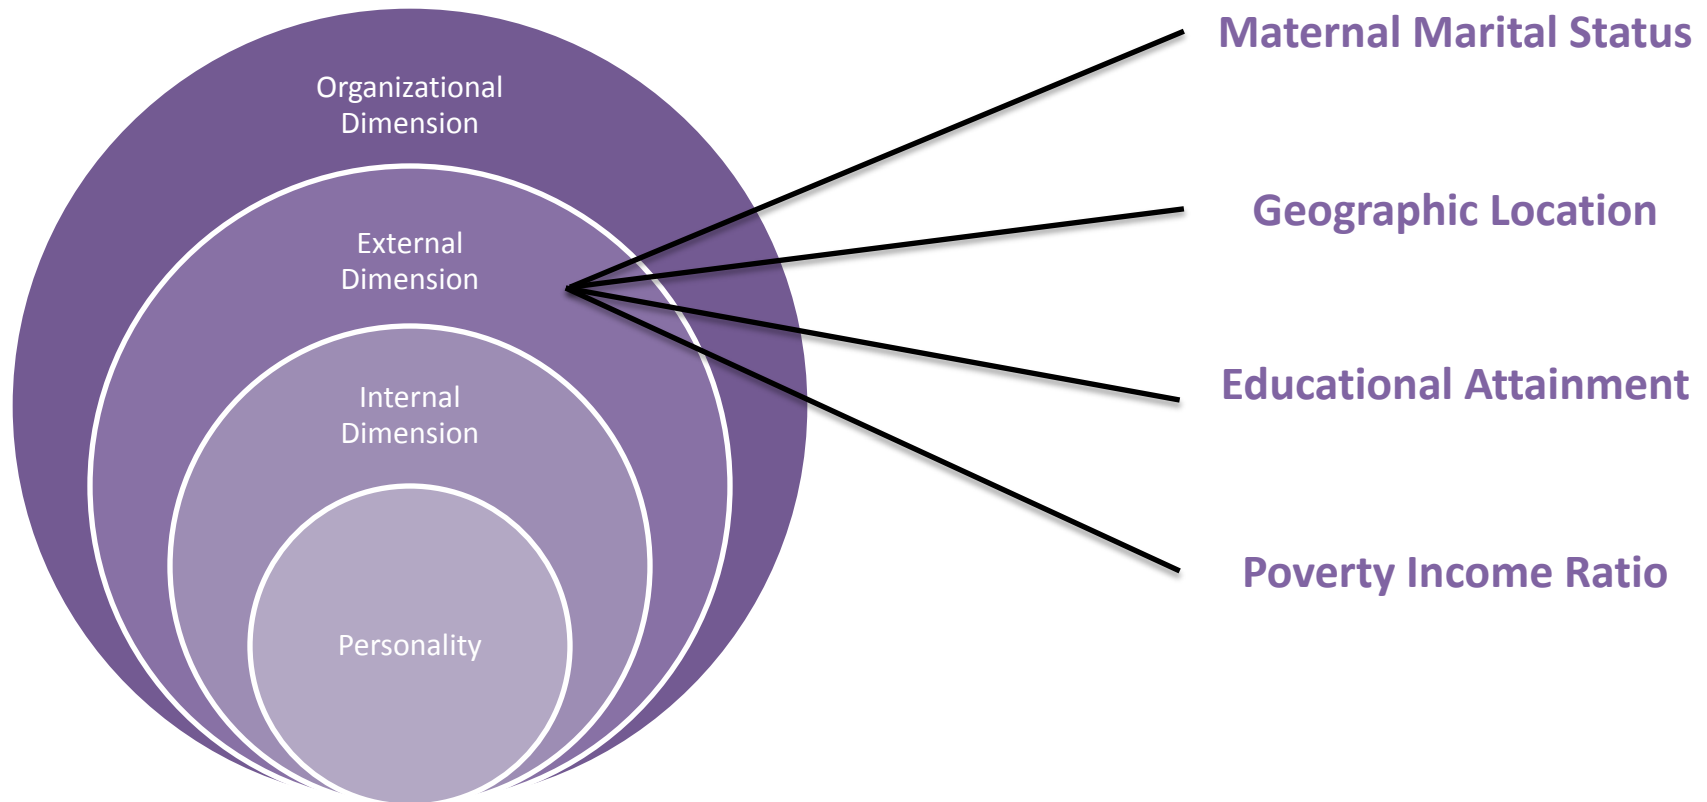 Organizational
Dimension
External
Dimension
Internal
Dimension
Personality
Maternal Marital Status
Geographic Location
Educational Attainment
Poverty Income Ratio